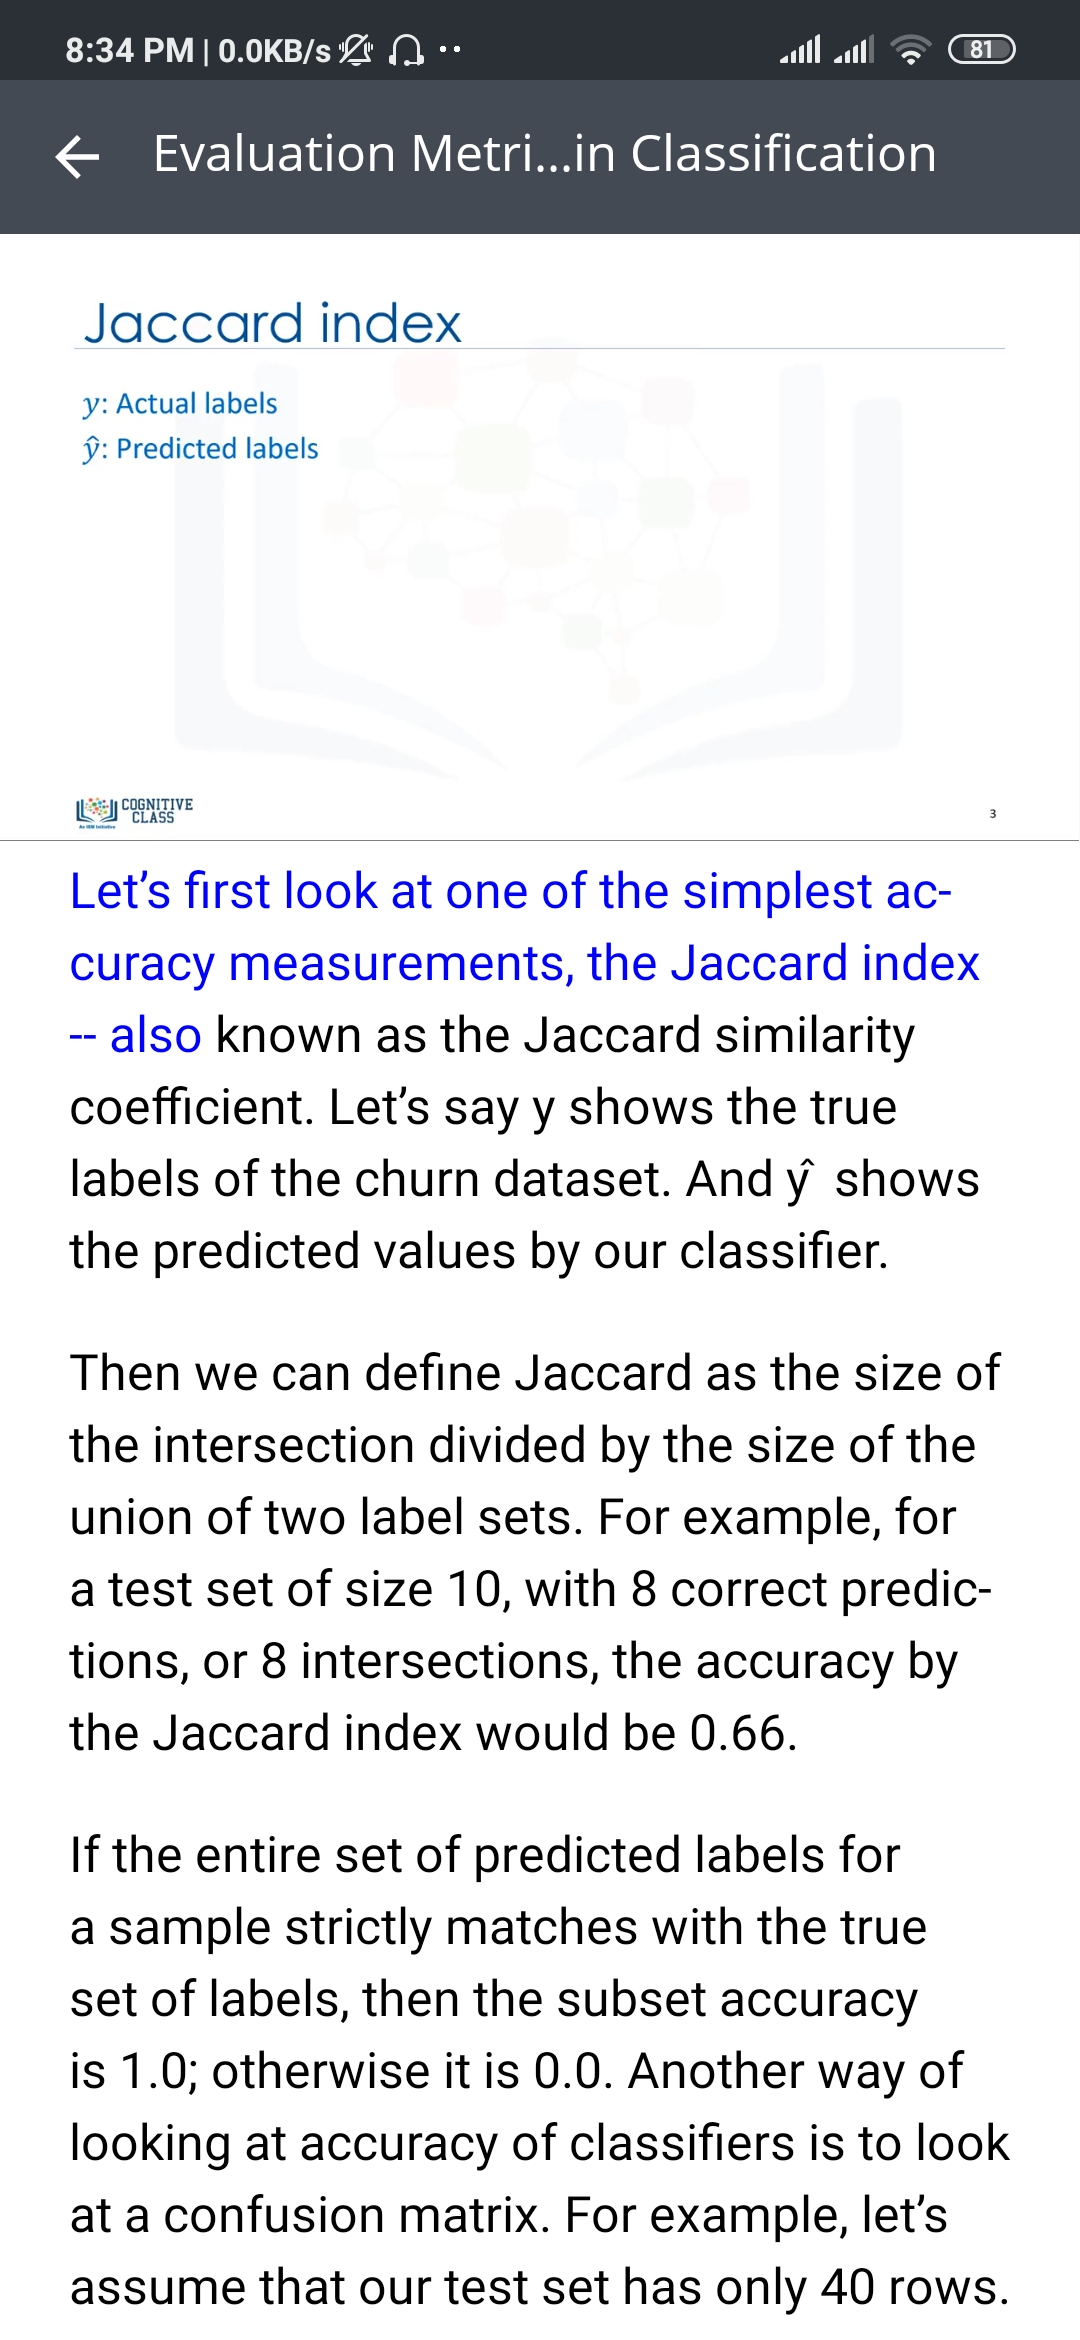 8:34 PM | 0.0KB/s
81
Evaluation Metri...in Classification
Jaccard index
y: Actual labels
ŷ: Predicted labels
COGNITIVE
CLASS
An IBM Initiative
3
Let’s first look at one of the simplest ac-
curacy measurements, the Jaccard index
-- also known as the Jaccard similarity
coefficient. Let’s say y shows the true
labels of the churn dataset. And ŷ shows
the predicted values by our classifier.
Then we can define Jaccard as the size of
the intersection divided by the size of the
union of two label sets. For example, for
a test set of size 10, with 8 correct predic-
tions, or 8 intersections, the accuracy by
the Jaccard index would be 0.66.
If the entire set of predicted labels for
a sample strictly matches with the true
set of labels, then the subset accuracy
is 1.0; otherwise it is 0.0. Another way of
looking at accuracy of classifiers is to look
at a confusion matrix. For example, let’s
assume that our test set has only 40 rows.